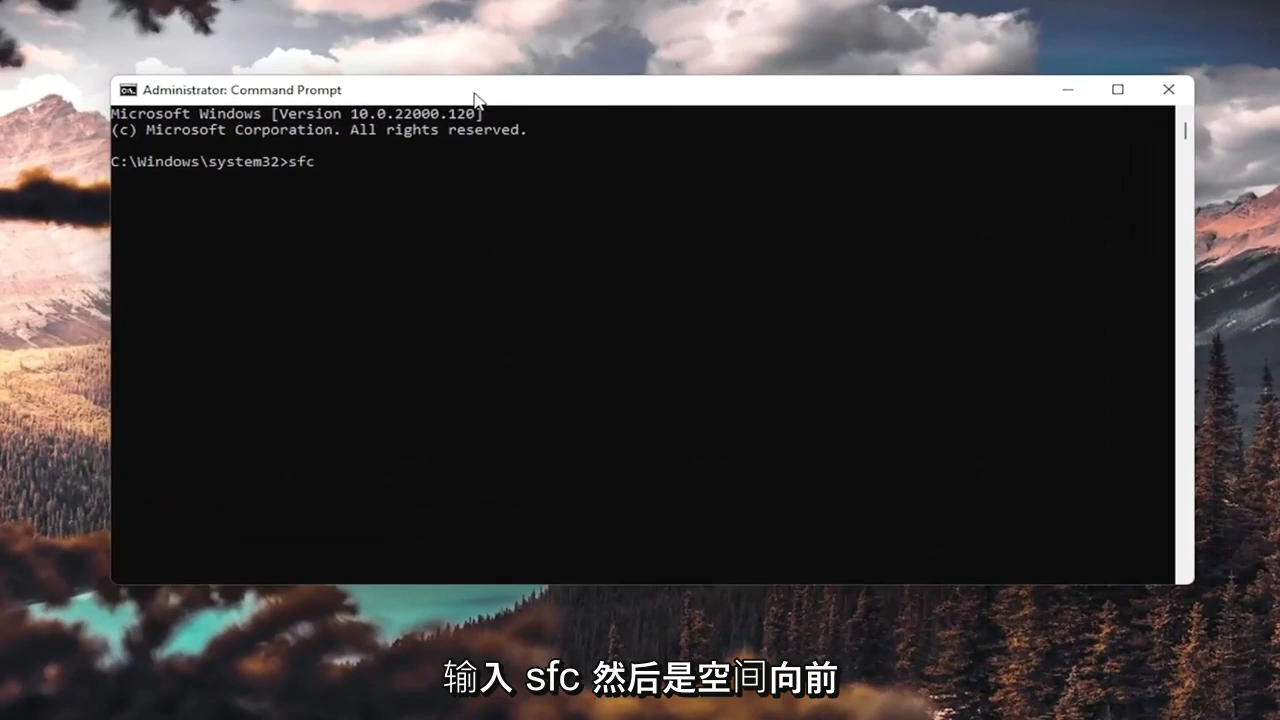 Administrator: Command Prompt
Microsoft Windows [Version 10.0.22000.120]
(c) Microsoft Corporation. All rights reserved.
C:\Windows\system32>sfc
输入 sfc 然后是空间向前